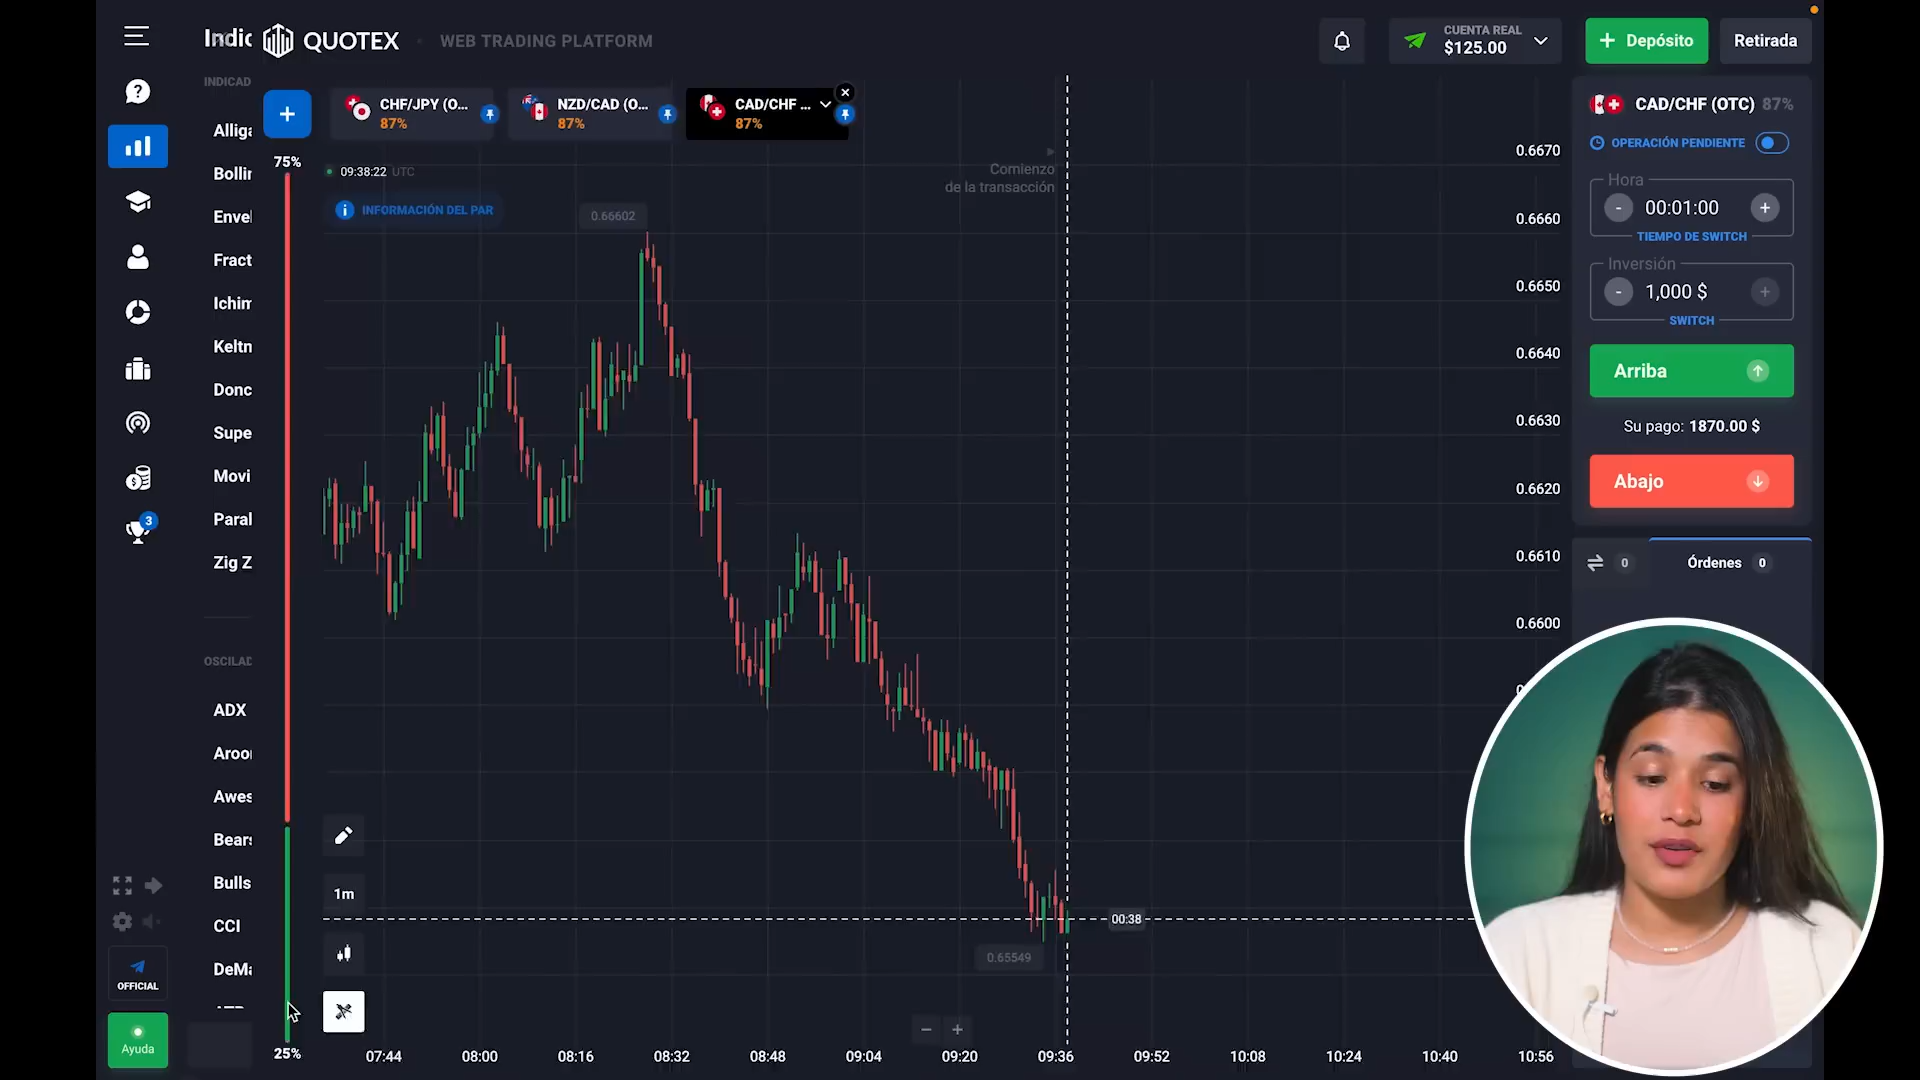 Indic
QUOTEX
WEB TRADING PLATFORM
CUENTA REAL
$125.00
+ Depósito
Retirada
INDICAD
Alliga
Bollin
Envel
Fract
Ichim
Keltn
Donc
Supe
Movi
Paral
Zig Z
OSCILAD
ADX
Aroo
Awes
Bears
Bulls
CCI
DeMa
3
OFFICIAL
Ayuda
+
75%
25%
CHF/JPY (O...
87%
NZD/CAD (O...
87%
CAD/CHF ...
87%
09:38:22 UTC
INFORMACIÓN DEL PAR
Comienzo
de la transacción
0.66602
0.65549
00:38
1m
0.6670
0.6660
0.6650
0.6640
0.6630
0.6620
0.6610
0.6600
07:44
08:00
08:16
08:32
08:48
09:04
09:20
09:36
09:52
10:08
10:24
10:40
10:56
CAD/CHF (OTC) 87%
OPERACIÓN PENDIENTE
Hora
- 00:01:00 +
TIEMPO DE SWITCH
Inversión
- 1,000 $ +
SWITCH
Arriba
Su pago: 1870.00 $
Abajo
0
Órdenes 0